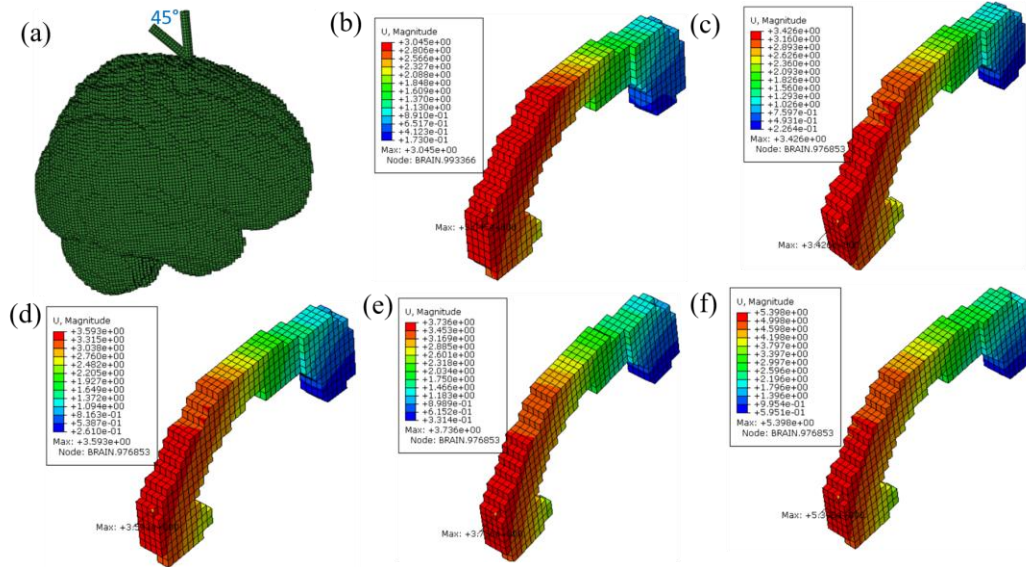 (a)
45°
(b)
U, Magnitude
+3.045e+00
+2.806e+00
+2.566e+00
+2.327e+00
+2.088e+00
+1.848e+00
+1.609e+00
+1.370e+00
+1.130e+00
+8.910e-01
+6.517e-01
+4.123e-01
+1.730e-01
Max: +3.045e+00
Node: BRAIN.993366
Max:
(c)
U, Magnitude
+3.426e+00
+3.160e+00
+2.893e+00
+2.626e+00
+2.360e+00
+2.093e+00
+1.826e+00
+1.560e+00
+1.293e+00
+1.026e+00
+7.597e-01
+4.931e-01
+2.264e-01
Max: +3.426e+00
Node: BRAIN.976853
Max:
(d)
U, Magnitude
+3.593e+00
+3.315e+00
+3.038e+00
+2.760e+00
+2.482e+00
+2.205e+00
+1.927e+00
+1.649e+00
+1.372e+00
+1.094e+00
+8.163e-01
+5.387e-01
+2.610e-01
Max: +3.593e+00
Node: BRAIN.976853
Max:
(e)
U, Magnitude
+3.736e+00
+3.453e+00
+3.169e+00
+2.885e+00
+2.601e+00
+2.318e+00
+2.034e+00
+1.750e+00
+1.466e+00
+1.183e+00
+8.989e-01
+6.152e-01
+3.314e-01
Max: +3.736e+00
Node: BRAIN.976853
Max:
(f)
U, Magnitude
+5.398e+00
+4.998e+00
+4.598e+00
+4.198e+00
+3.797e+00
+3.397e+00
+2.997e+00
+2.596e+00
+2.196e+00
+1.796e+00
+1.396e+00
+9.954e-01
+5.951e-01
Max: +5.398e+00
Node: BRAIN.976853
Max: